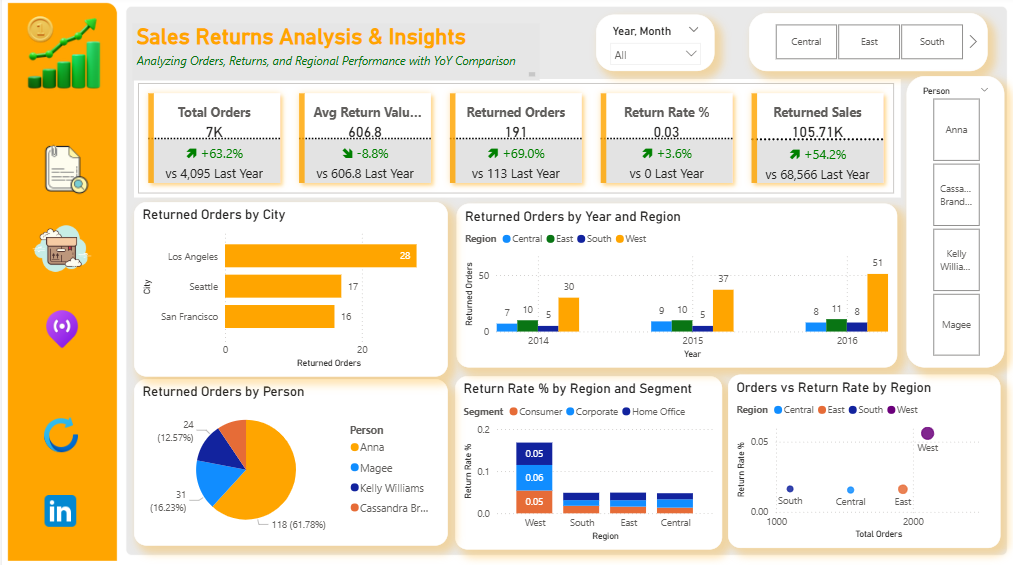 Sales Returns Analysis & Insights
Analyzing Orders, Returns, and Regional Performance with YoY Comparison
Year, Month
All
Central
East
South
Person
Anna
Cassa...
Brand...
Kelly
Willia...
Magee
Total Orders
7K
+63.2%
vs 4,095 Last Year
Avg Return Valu...
606.8
-8.8%
vs 606.8 Last Year
Returned Orders
191
+69.0%
vs 113 Last Year
Return Rate %
0.03
+3.6%
vs 0 Last Year
Returned Sales
105.71K
+54.2%
vs 68,566 Last Year
Returned Orders by City
City
Los Angeles
28
Seattle
17
San Francisco
16
0
20
Returned Orders
Returned Orders by Year and Region
Region Central East South West
Returned Orders
50
0
7
10
5
30
9
10
5
37
8
11
8
51
2014
2015
2016
Year
Returned Orders by Person
24
(12.57%)
31
(16.23%)
118 (61.78%)
Person
Anna
Magee
Kelly Williams
Cassandra Br...
Return Rate % by Region and Segment
Segment Consumer Corporate Home Office
Return Rate %
0.2
0.1
0.0
0.05
0.06
0.05
West
South
East
Central
Region
Orders vs Return Rate by Region
Region Central East South West
Return Rate %
0.05
0.00
West
South
Central
East
1000
2000
Total Orders
in